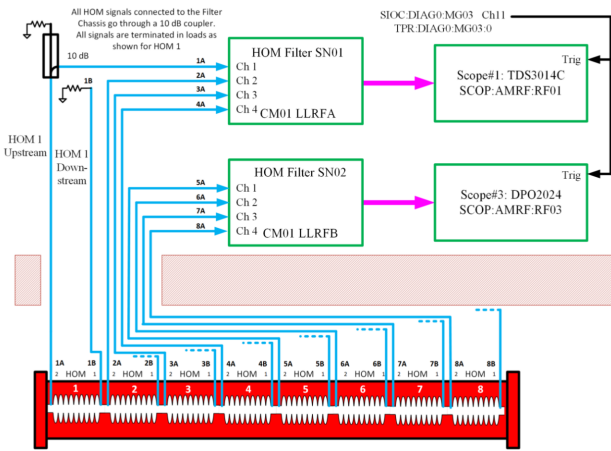 All HOM signals connected to the Filter
Chassis go through a 10 dB coupler.
All signals are terminated in loads as
shown for HOM 1
SIOC:DIAG0:MG03 Ch11
TPR:DIAG0:MG03:0
10 dB
1B
HOM 1
Upstream
HOM 1
Down-
stream
1A
2A
3A
4A
HOM Filter SN01
Ch 1
Ch 2
Ch 3
Ch 4
CM01 LLRFA
Trig
Scope#1: TDS3014C
SCOP:AMRF:RF01
5A
6A
7A
8A
HOM Filter SN02
Ch 1
Ch 2
Ch 3
Ch 4
CM01 LLRFB
Trig
Scope#3: DPO2024
SCOP:AMRF:RF03
1A 1B 2A 2B 3A 3B 4A 4B 5A 5B 6A 6B 7A 7B 8A 8B
2 HOM 1 2 HOM 1 2 HOM 1 2 HOM 1 2 HOM 1 2 HOM 1 2 HOM 1 2 HOM 1
1 2 3 4 5 6 7 8